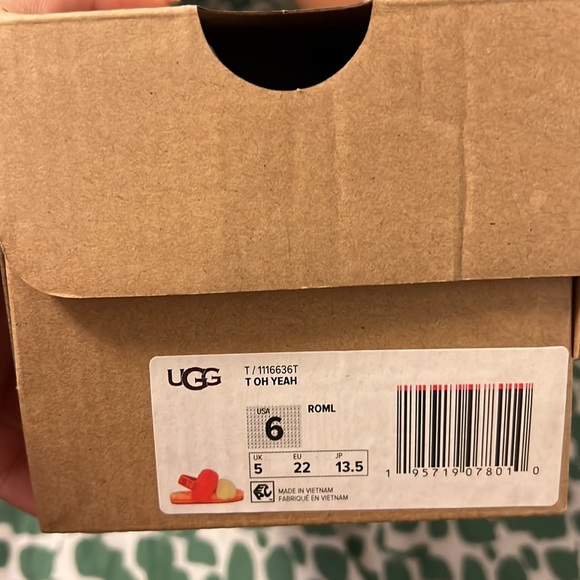 UGG
T / 1116636T
T OH YEAH
USA
6
ROML
UK EU JP
5 22 13.5
MADE IN VIETNAM
FABRIQUÉ EN VIETNAM
1 95719 07801 0